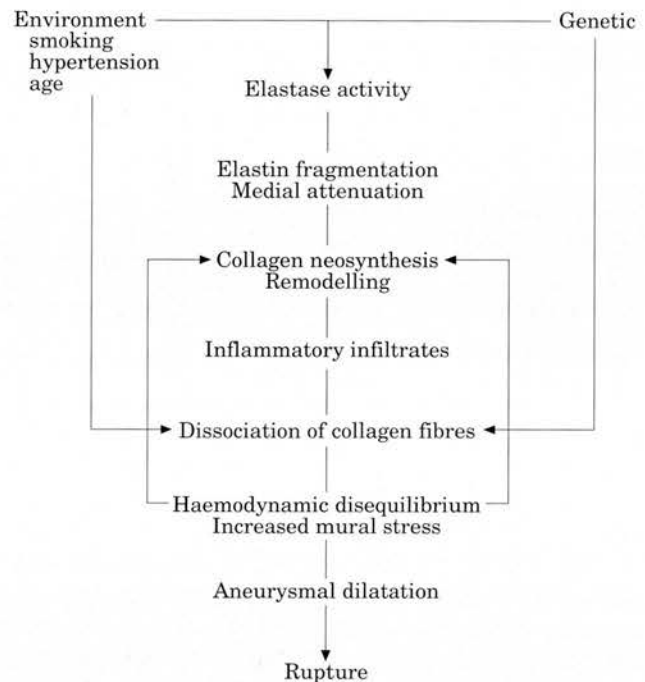 Environment
smoking
hypertension
age
Genetic
Elastase activity
Elastin fragmentation
Medial attenuation
Collagen neosynthesis
Remodelling
Inflammatory infiltrates
Dissociation of collagen fibres
Haemodynamic disequilibrium
Increased mural stress
Aneurysmal dilatation
Rupture